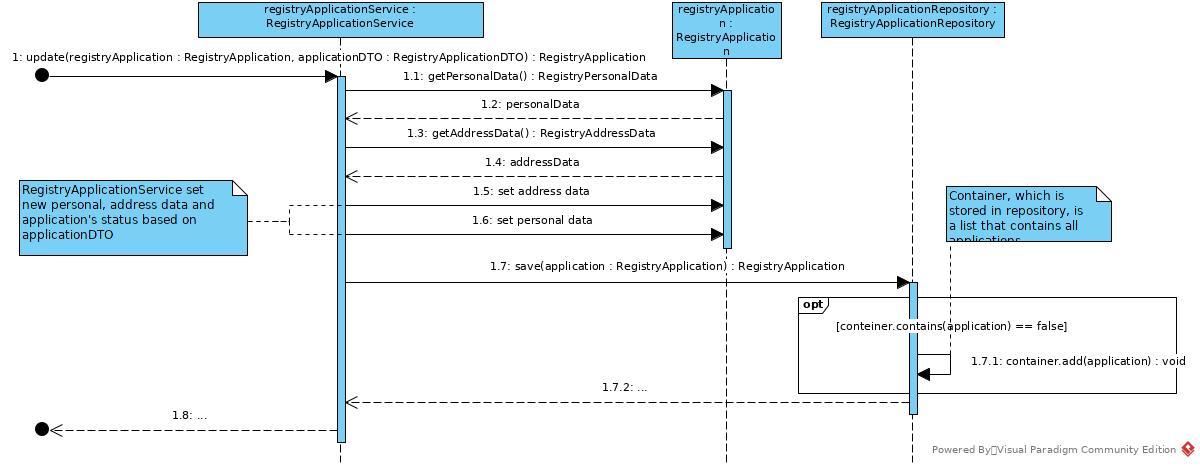 registryApplicationService :
RegistryApplicationService
registryApplicatio
n :
RegistryApplicatio
n
registryApplicationRepository :
RegistryApplicationRepository
1: update(registryApplication : RegistryApplication, applicationDTO : RegistryApplicationDTO) : RegistryApplication
1.1: getPersonalData() : RegistryPersonalData
1.2: personalData
1.3: getAddressData() : RegistryAddressData
1.4: addressData
1.5: set address data
1.6: set personal data
RegistryApplicationService set
new personal, address data and
application's status based on
applicationDTO
Container, which is
stored in repository, is
a list that contains all
applications
1.7: save(application : RegistryApplication) : RegistryApplication
opt
[conteiner.contains(application) == false]
1.7.1: container.add(application) : void
1.7.2: ...
1.8: ...
Powered By Visual Paradigm Community Edition